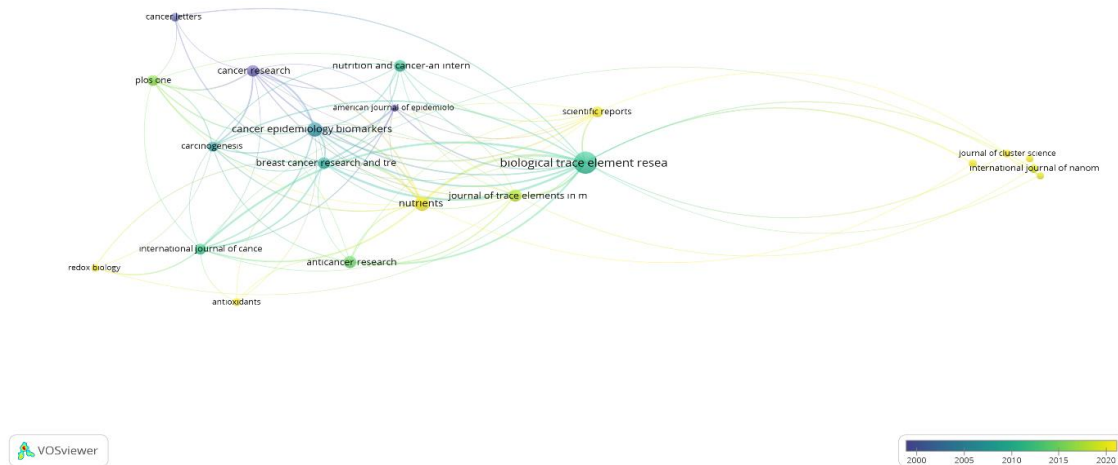 cancer letters
plos one
cancer research
nutrition and cancer-an intern
american journal of epidemiolo
scientific reports
cancer epidemiology biomarkers
carcinogenesis
breast cancer research and tre
biological trace element resea
journal of cluster science
international journal of nanom
nutrients
journal of trace elements in m
international journal of cance
anticancer research
redox biology
antioxidants
VOSviewer
2000 2005 2010 2015 2020